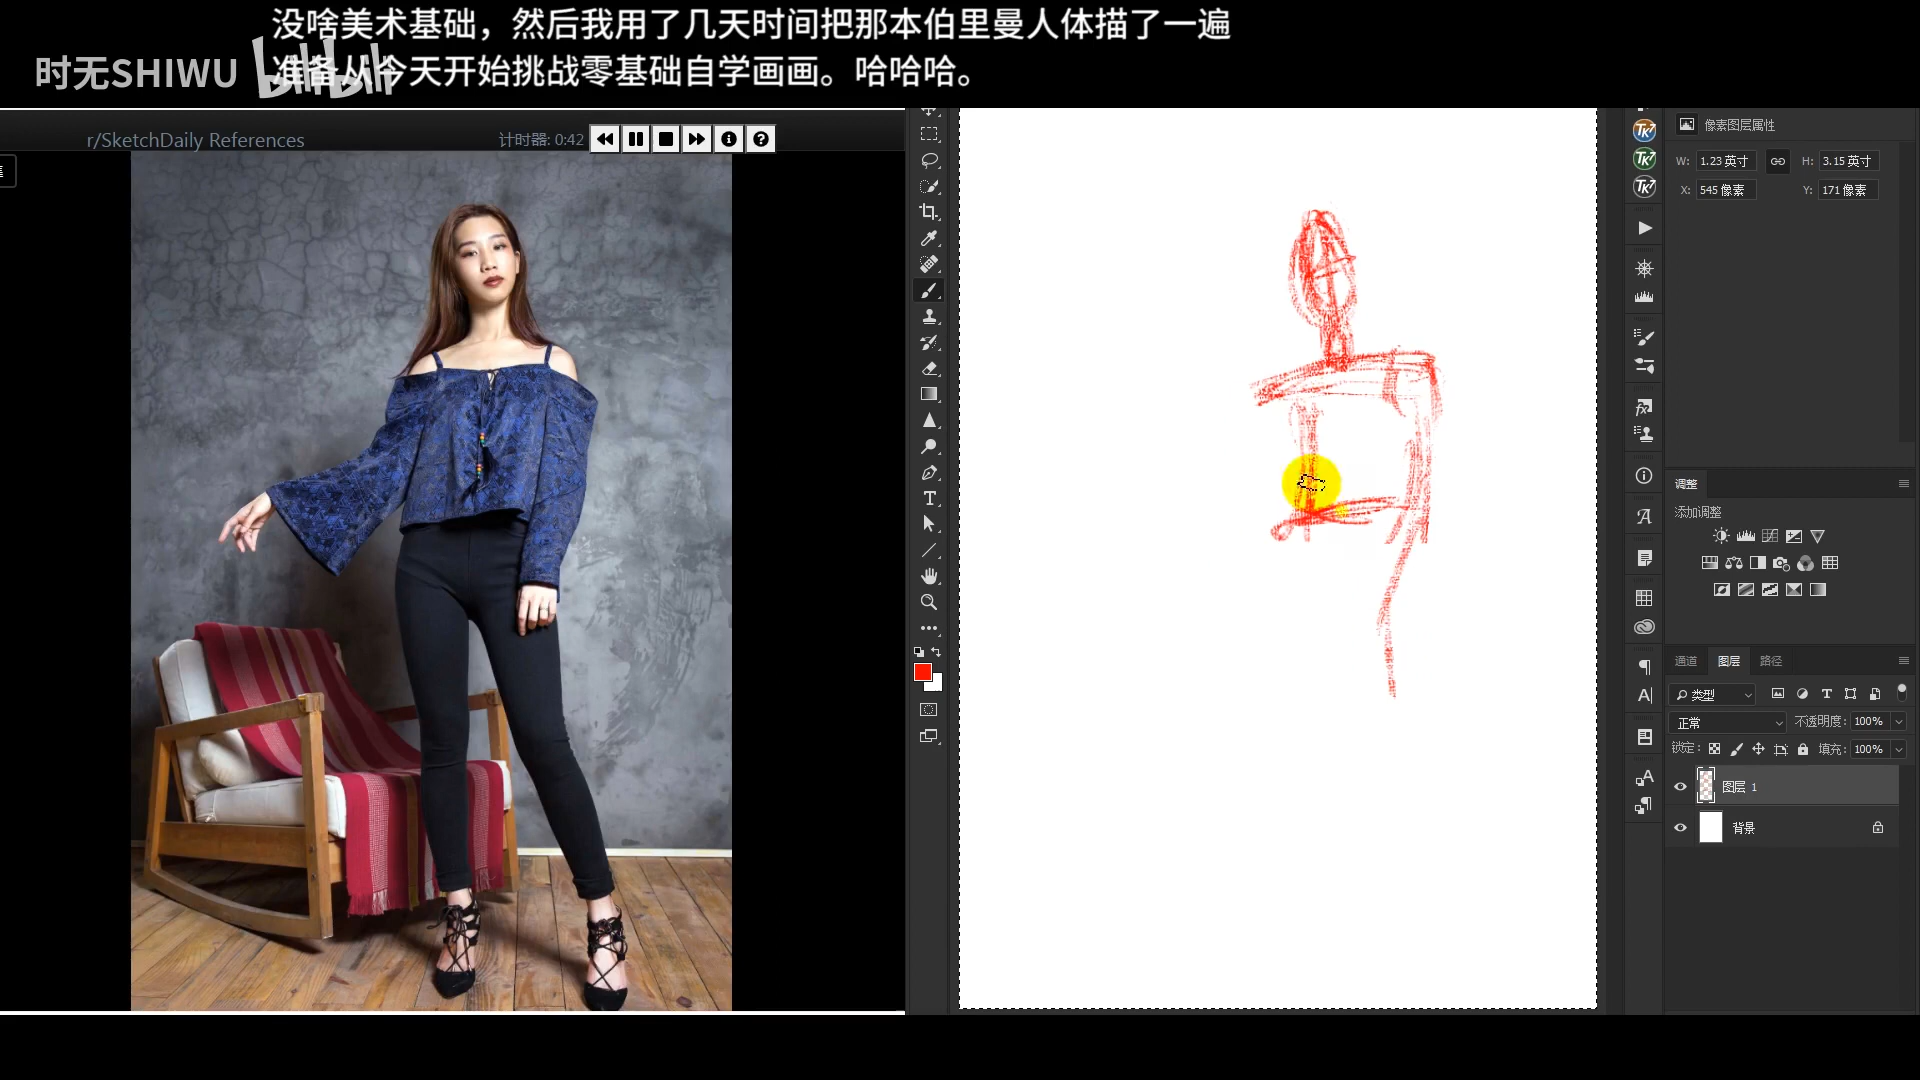 没啥美术基础，然后我用了几天时间把那本伯里曼人体描了一遍
准备从今天开始挑战零基础自学画画。哈哈哈。
时无SHIWU
bilibili
r/SketchDaily References
计时器: 0:42
像素图层属性
W: 1.23 英寸 H: 3.15 英寸
X: 545 像素 Y: 171 像素
调整
添加调整
通道 图层 路径
类型
正常 不透明度: 100%
锁定: 填充: 100%
图层 1
背景